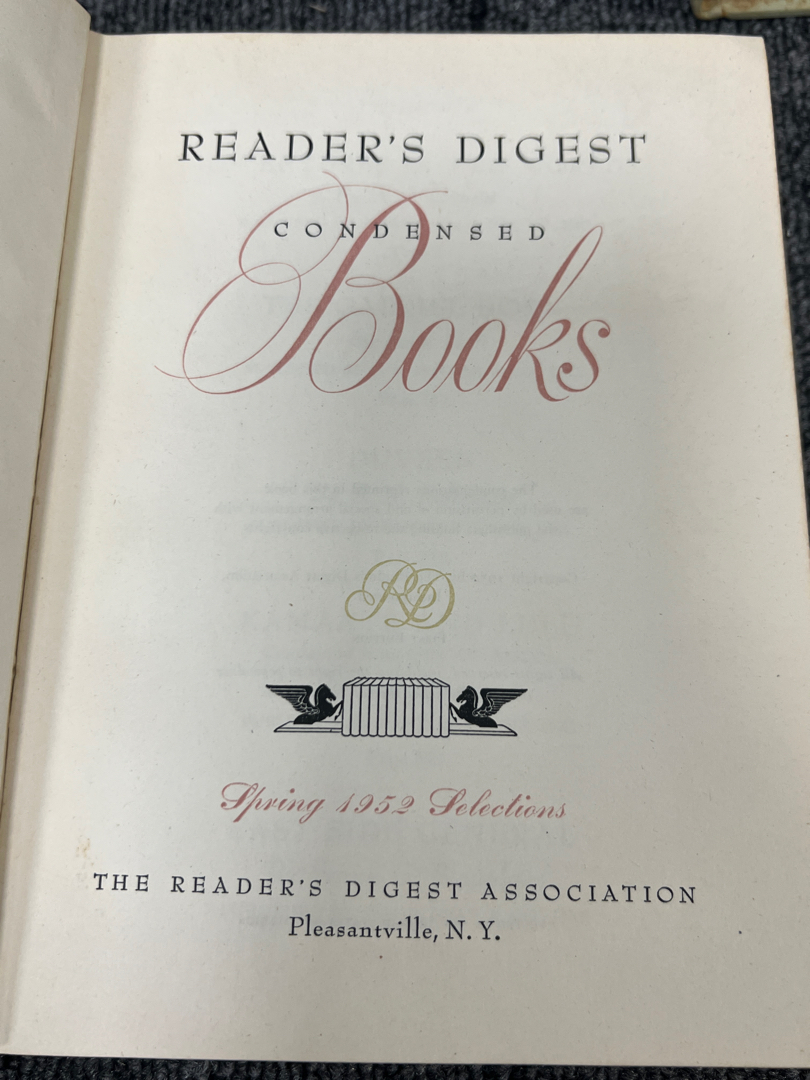 READER'S DIGEST
CONDENSED
Books
RD
Spring 1952 Selections
THE READER'S DIGEST ASSOCIATION
Pleasantville, N. Y.